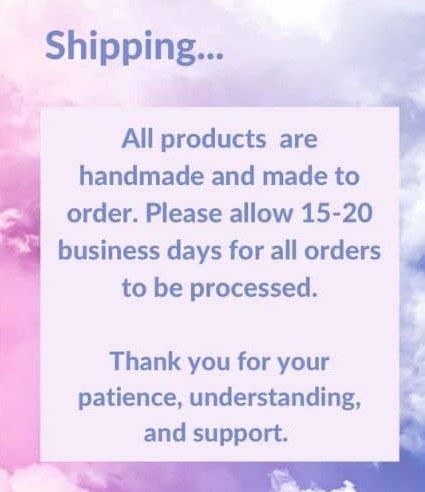 Shipping...
All products  are
handmade and made to
order. Please allow 15-20
business days for all orders
to be processed.
Thank you for your
patience, understanding,
and support.